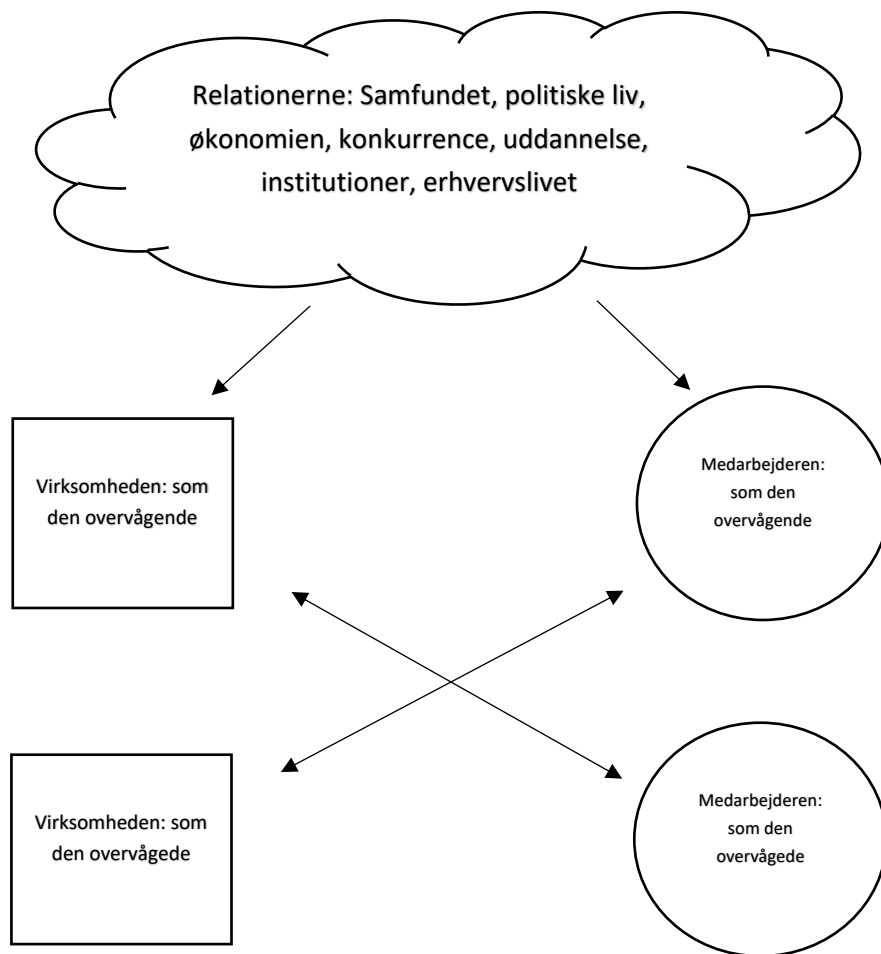 Relationerne: Samfundet, politiske liv,
økonomien, konkurrence, uddannelse,
institutioner, erhvervslivet
Virksomheden: som
den overvågende
Medarbejderen:
som den
overvågende
Virksomheden: som
den overvågede
Medarbejderen:
som den
overvågede